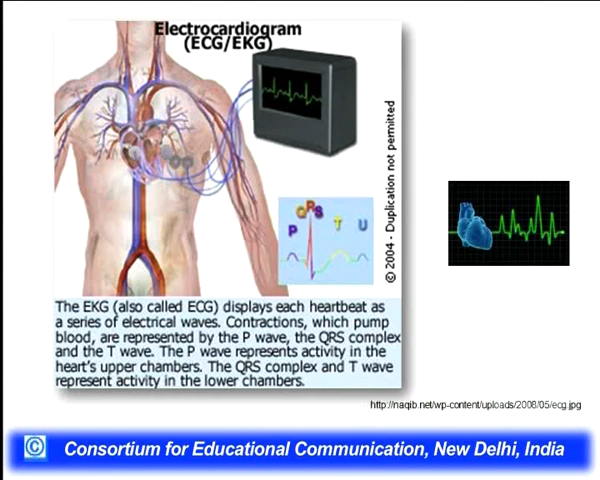 Electrocardiogram
(ECG/EKG)
© 2004 - Duplication not permitted
P QRS T U
The EKG (also called ECG) displays each heartbeat as
a series of electrical waves. Contractions, which pump
blood, are represented by the P wave, the QRS complex
and the T wave. The P wave represents activity in the
heart's upper chambers. The QRS complex and T wave
represent activity in the lower chambers.
http://naqib.net/wp-content/uploads/2008/05/ecg.jpg
© Consortium for Educational Communication, New Delhi, India